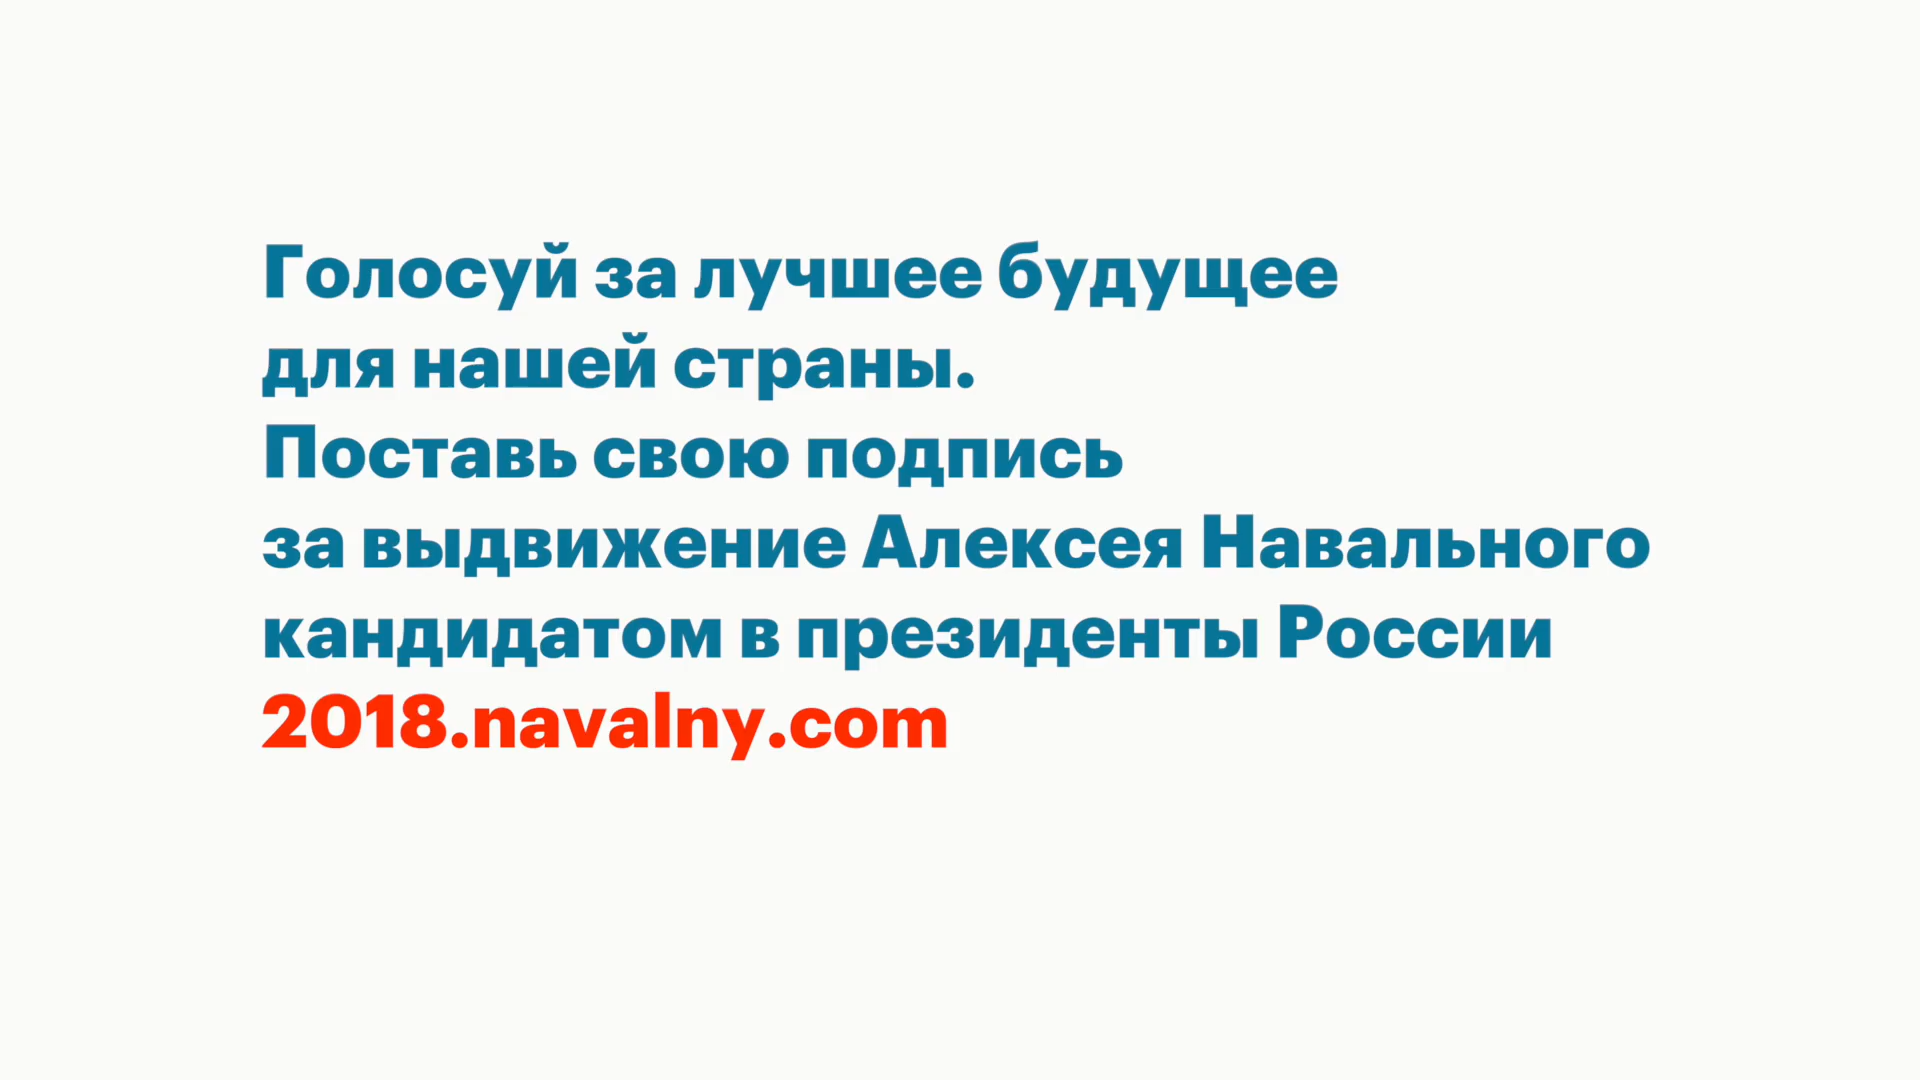 Голосуй за лучшее будущее
для нашей страны.
Поставь свою подпись
за выдвижение Алексея Навального
кандидатом в президенты России
2018.navalny.com